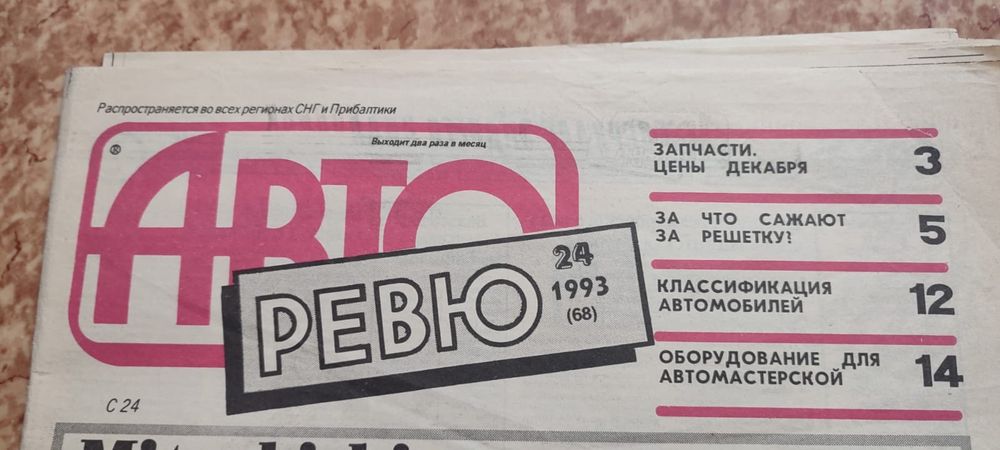 Распространяется во всех регионах СНГ и Прибалтики
Выходит два раза в месяц
®
АВТО
РЕВЮ
24
1993
(68)
С 24
ЗАПЧАСТИ.
ЦЕНЫ ДЕКАБРЯ 3
ЗА ЧТО САЖАЮТ
ЗА РЕШЕТКУ? 5
КЛАССИФИКАЦИЯ
АВТОМОБИЛЕЙ 12
ОБОРУДОВАНИЕ ДЛЯ
АВТОМАСТЕРСКОЙ 14